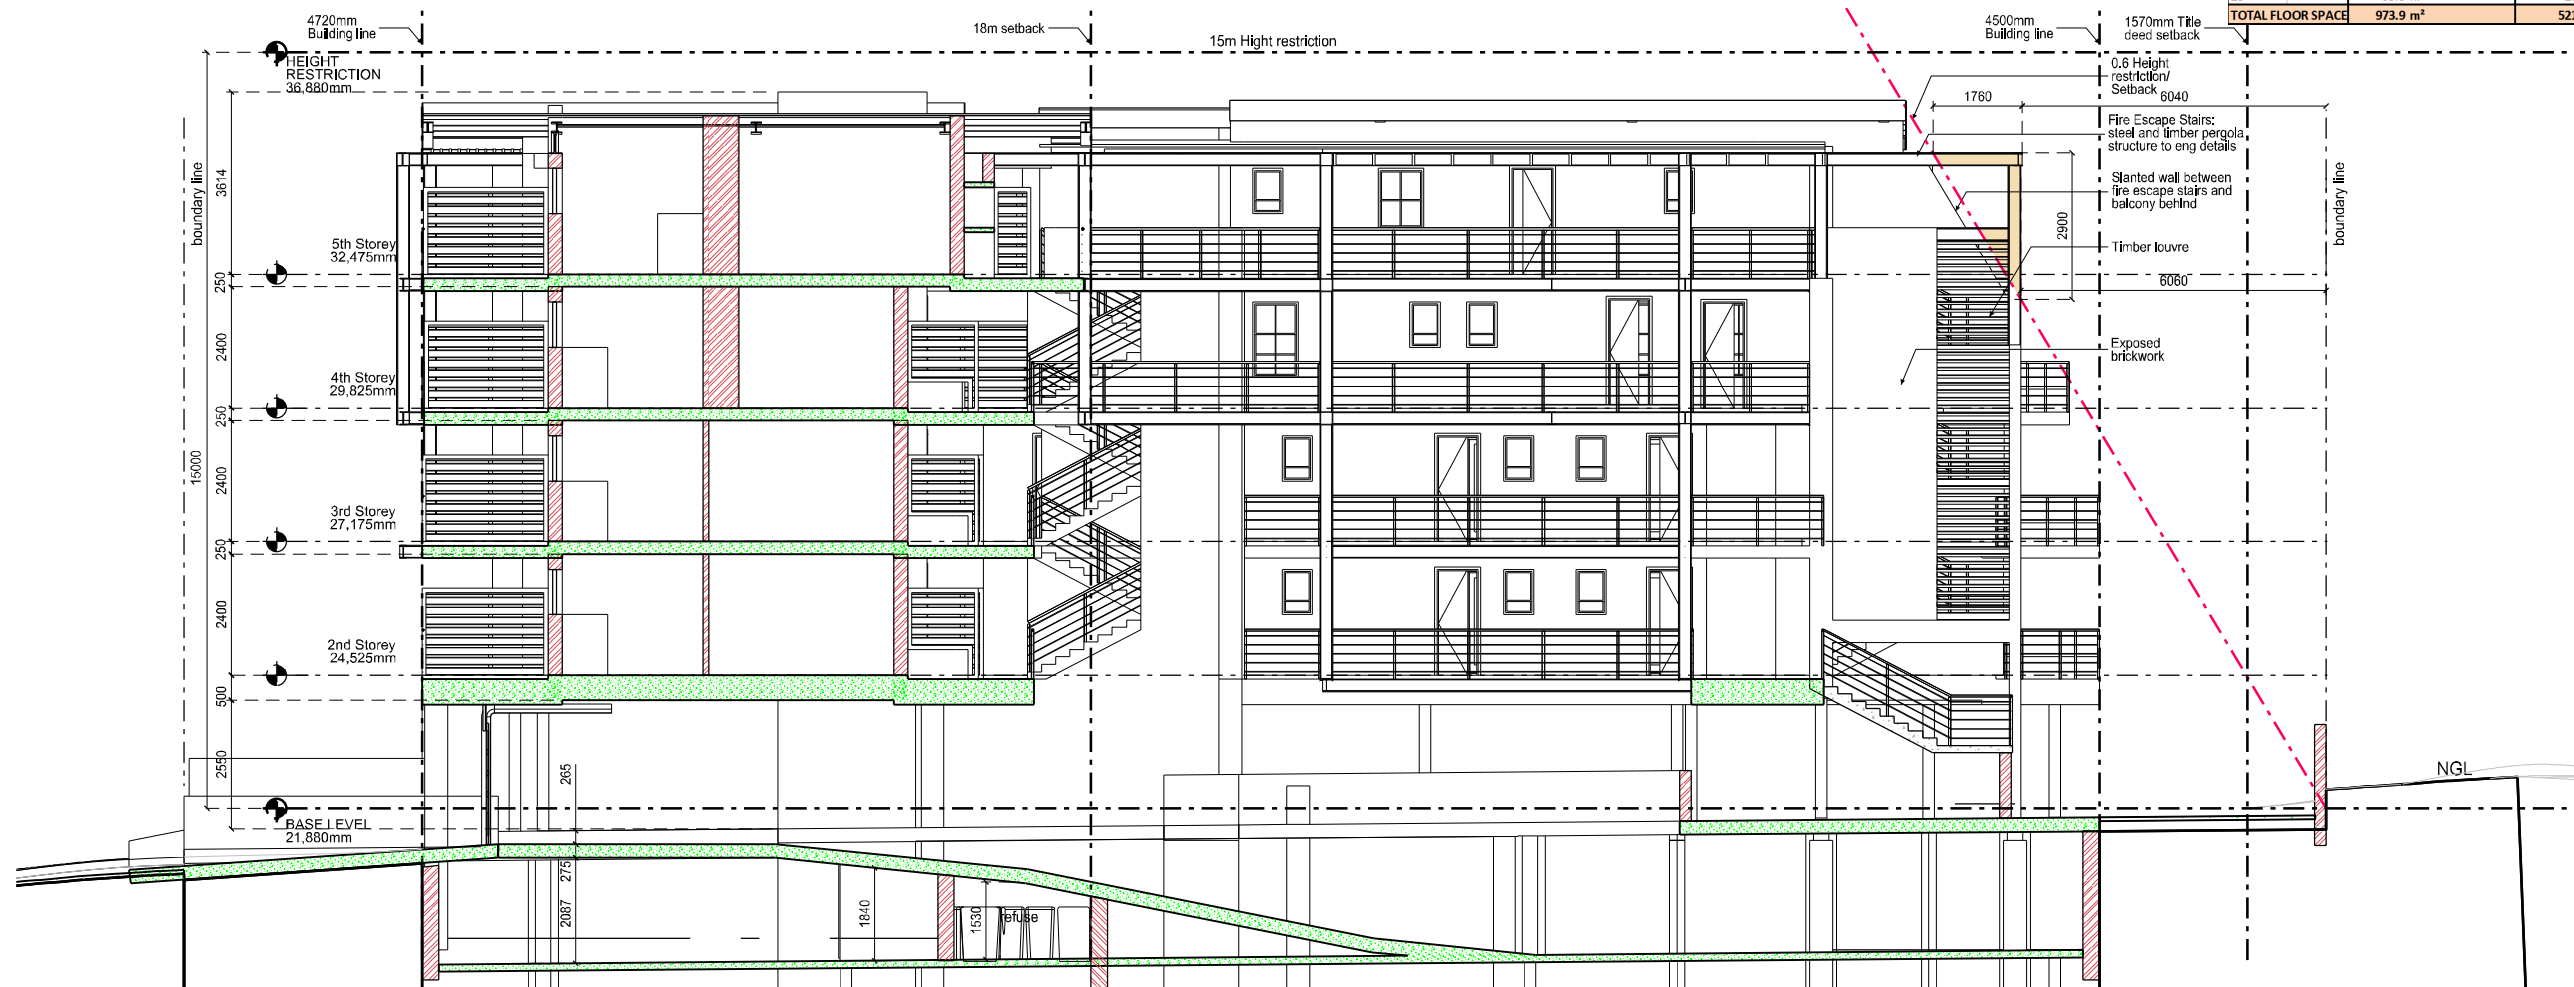 TOTAL FLOOR SPACE 973.9 m²
4720mm
Building line
18m setback
15m Hight restriction
4500mm
Building line
1570mm Title
deed setback
HEIGHT
RESTRICTION
36,880mm
0.6 Height
restriction/
Setback
1760
6040
Fire Escape Stairs:
steel and timber pergola
structure to eng details
boundary line
3614
Slanted wall between
fire escape stairs and
balcony behind
boundary line
2900
5th Storey
32,475mm
Timber louvre
250
6060
2400
Exposed
brickwork
4th Storey
29,825mm
250
15000
2400
3rd Storey
27,175mm
250
2400
2nd Storey
24,525mm
500
2550
265
NGL
BASE LEVEL
21,880mm
275
2087
1840
1530
refuse